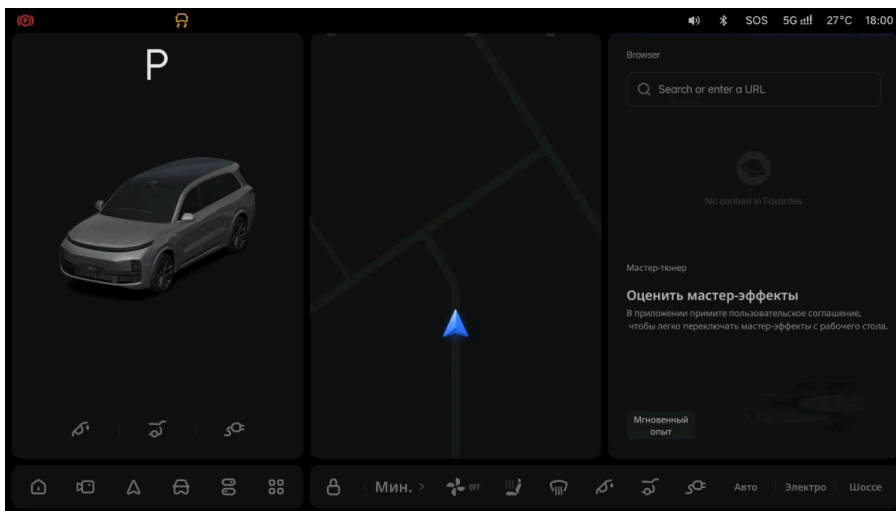 (P)
SOS
5G
27°C
18:00
P
Browser
Search or enter a URL
No content in Favorites
Мастер-тюнер
Оценить мастер-эффекты
В приложении примите пользовательское соглашение,
чтобы легко переключать мастер-эффекты с рабочего стола.
Мгновенный
опыт
Мин.
OFF
Авто
Электро
Шоссе